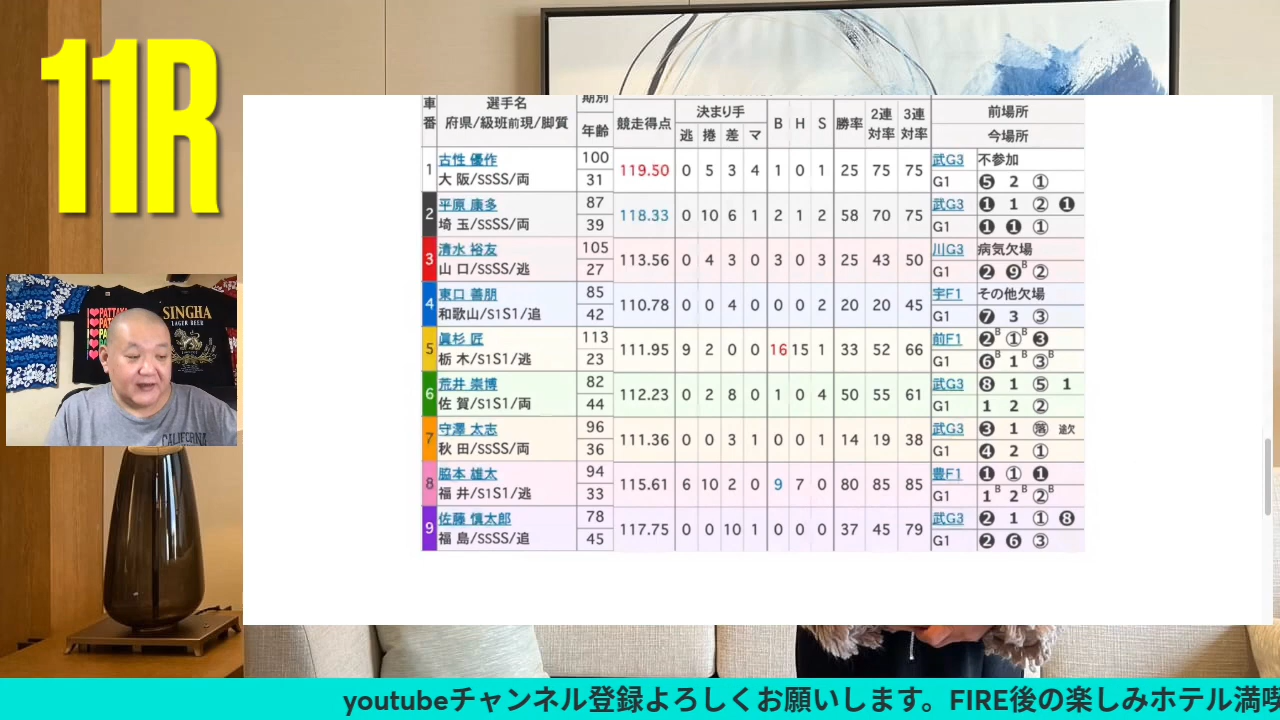 11R
車番 選手名 府県/級班前現/脚質 期別 年齢 競走得点 決まり手 逃 捲 差 マ B H S 勝率 2連対率 3連対率 前場所 今場所
1 古性 優作 大 阪/SSSS/両 100 31 119.50 0 5 3 4 1 0 1 25 75 75 武G3 不参加 G1 ❺ 2 ①
2 平原 康多 埼 玉/SSSS/両 87 39 118.33 0 10 6 1 2 1 2 58 70 75 武G3 ❶ 1 ② ❶ G1 ❶ ❶ ①
3 清水 裕友 山 口/SSSS/逃 105 27 113.56 0 4 3 0 3 0 3 25 43 50 川G3 病気欠場 G1 ❷ ❾B ②
4 東口 善朋 和歌山/S1S1/追 85 42 110.78 0 0 4 0 0 0 2 20 20 45 宇F1 その他欠場 G1 ❼ 3 ③
5 眞杉 匠 栃 木/S1S1/逃 113 23 111.95 9 2 0 0 16 15 1 33 52 66 前F1 ❷B ①B ❸ G1 ❻B 1B ③B
6 荒井 崇博 佐 賀/S1S1/両 82 44 112.23 0 2 8 0 1 0 4 50 55 61 武G3 ❽ 1 ⑤ 1 G1 1 2 ②
7 守澤 太志 秋 田/SSSS/両 96 36 111.36 0 0 3 1 0 0 1 14 19 38 武G3 ❸ 1 落 途欠 G1 ❹ 2 ①
8 脇本 雄太 福 井/S1S1/逃 94 33 115.61 6 10 2 0 9 7 0 80 85 85 豊F1 ❶ ① ❶ G1 1B 2B ②B
9 佐藤 慎太郎 福 島/SSSS/追 78 45 117.75 0 0 10 1 0 0 0 37 45 79 武G3 ❷ 1 ① ❽ G1 ❷ ❻ ③
PATTAYA
SINGHA
LAGER BEER
CALIFORNIA
youtubeチャンネル登録よろしくお願いします。FIRE後の楽しみホテル満喫